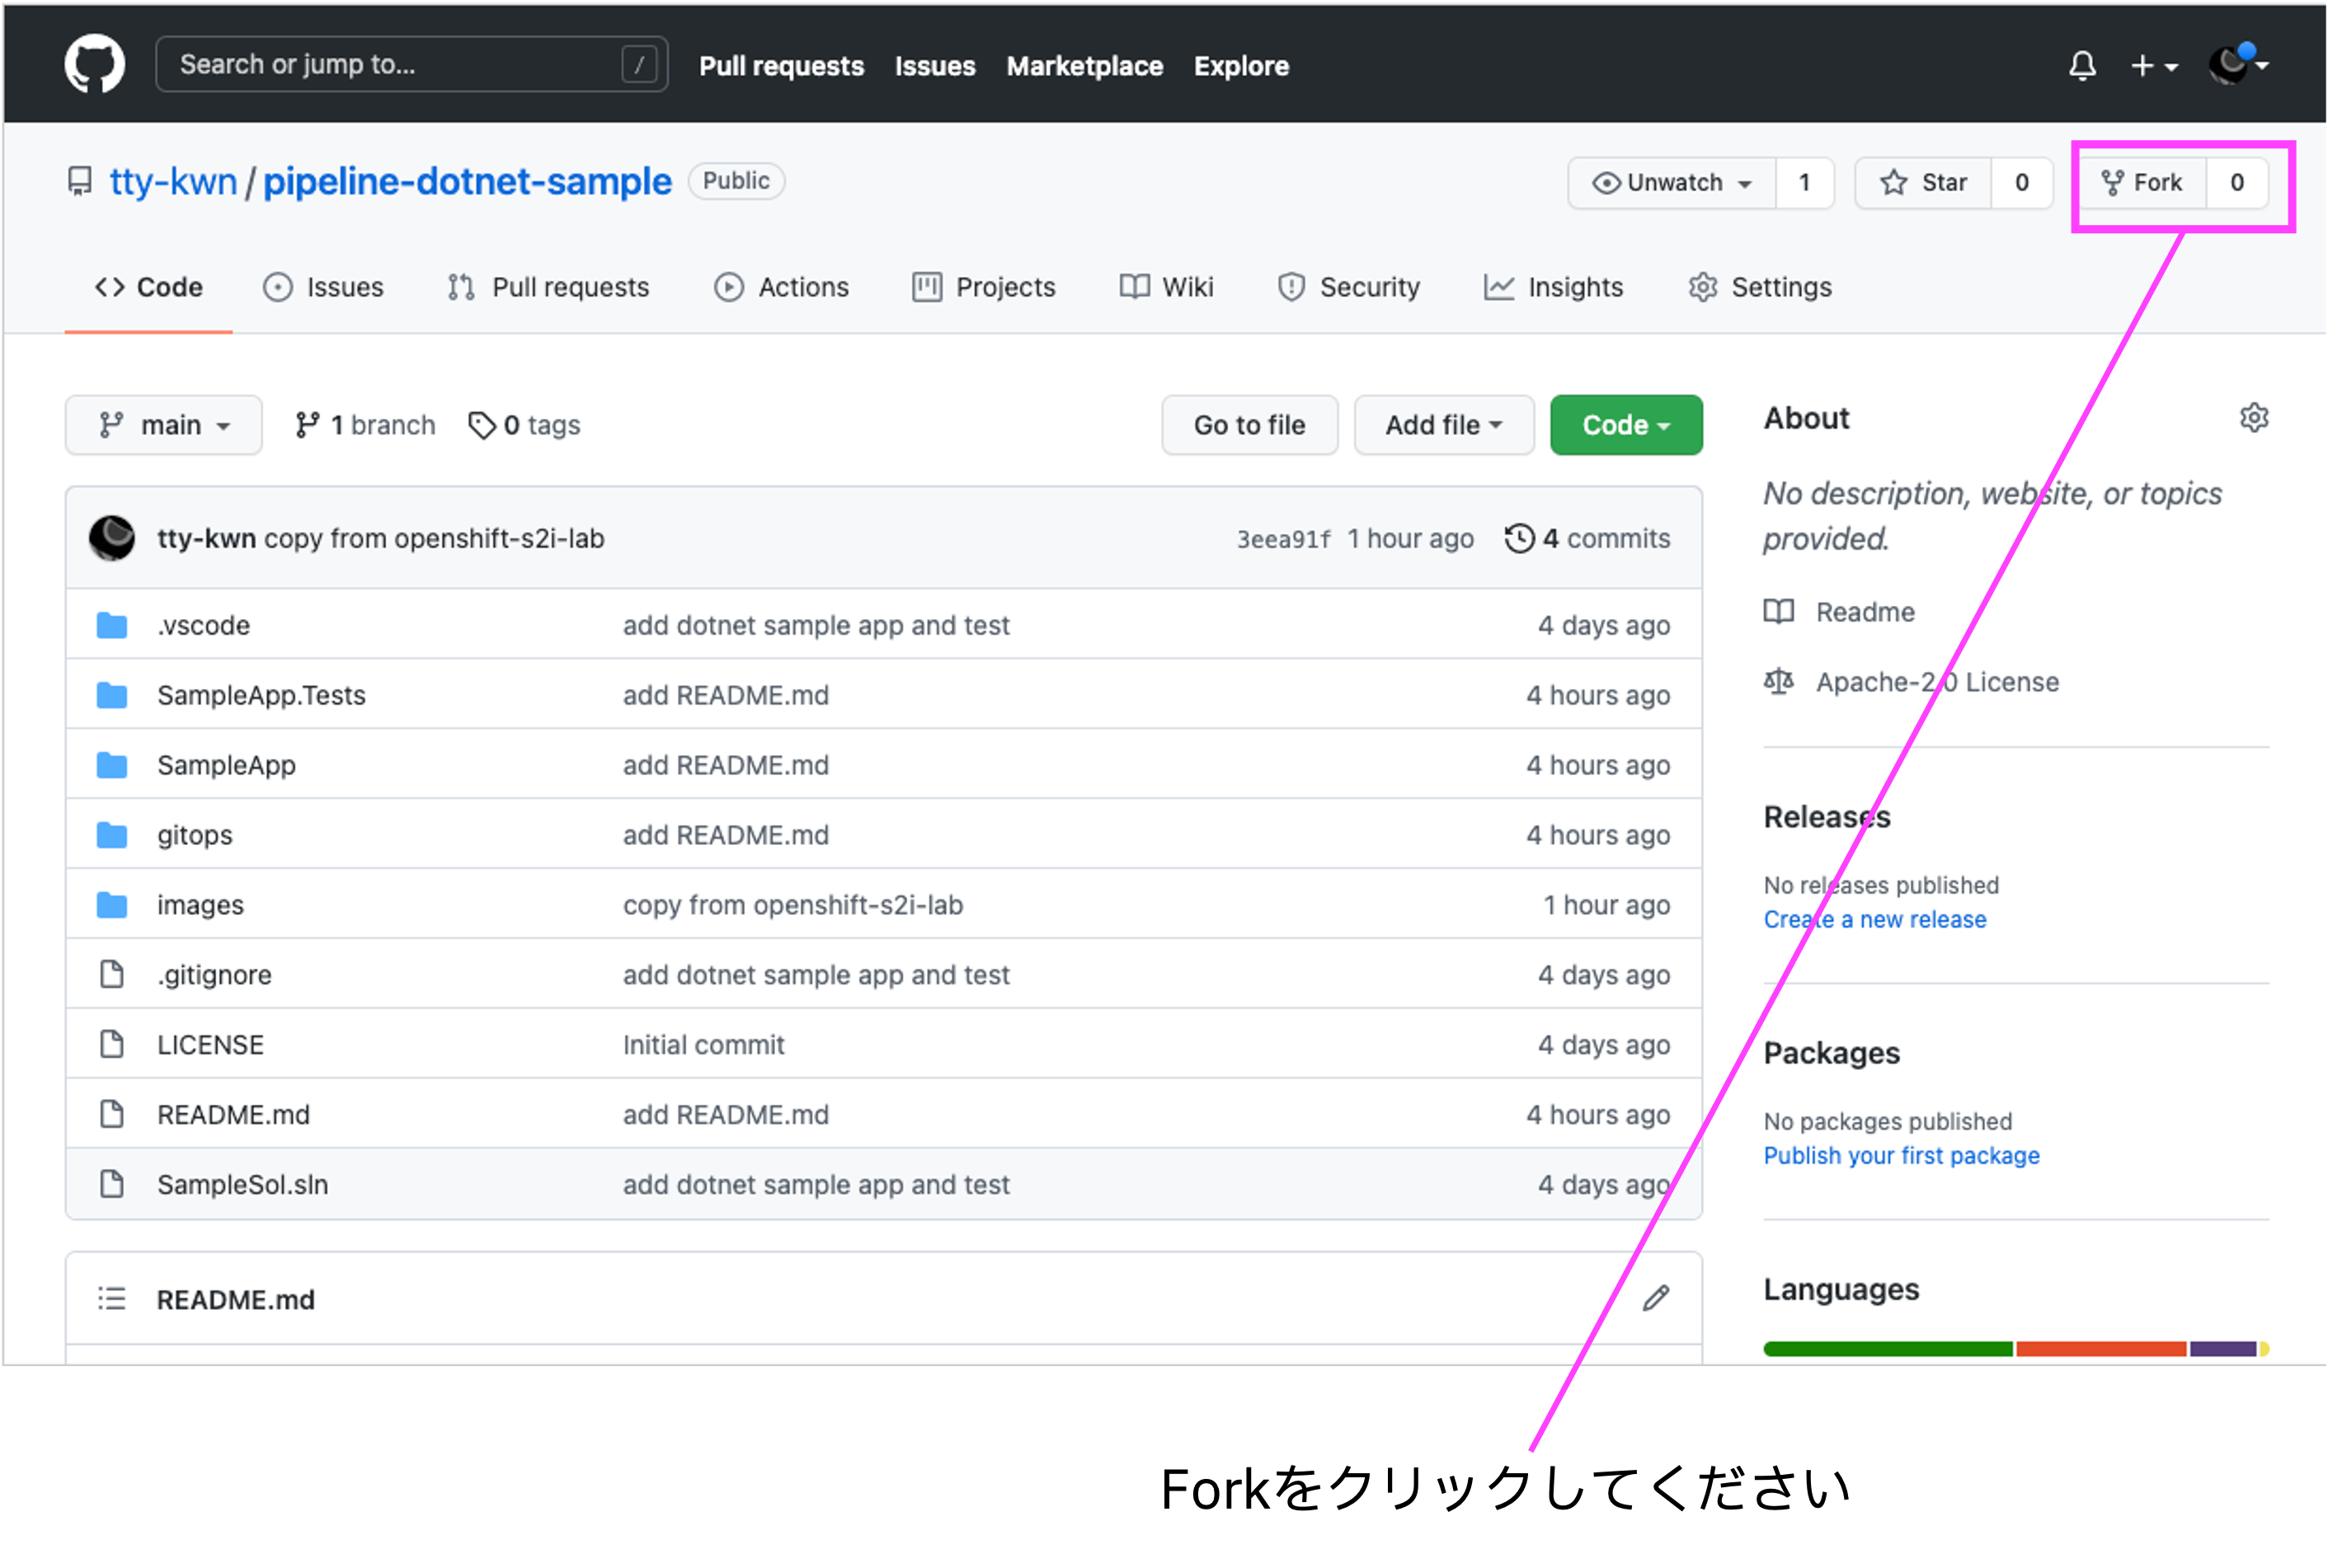 Search or jump to... /
Pull requests Issues Marketplace Explore
tty-kwn / pipeline-dotnet-sample Public
Unwatch 1 Star 0 Fork 0
Code Issues Pull requests Actions Projects Wiki Security Insights Settings
main 1 branch 0 tags Go to file Add file Code
tty-kwn copy from openshift-s2i-lab 3eea91f 1 hour ago 4 commits
.vscode add dotnet sample app and test 4 days ago
SampleApp.Tests add README.md 4 hours ago
SampleApp add README.md 4 hours ago
gitops add README.md 4 hours ago
images copy from openshift-s2i-lab 1 hour ago
.gitignore add dotnet sample app and test 4 days ago
LICENSE Initial commit 4 days ago
README.md add README.md 4 hours ago
SampleSol.sln add dotnet sample app and test 4 days ago
README.md
About
No description, website, or topics
provided.
Readme
Apache-2.0 License
Releases
No releases published
Create a new release
Packages
No packages published
Publish your first package
Languages
Forkをクリックしてください